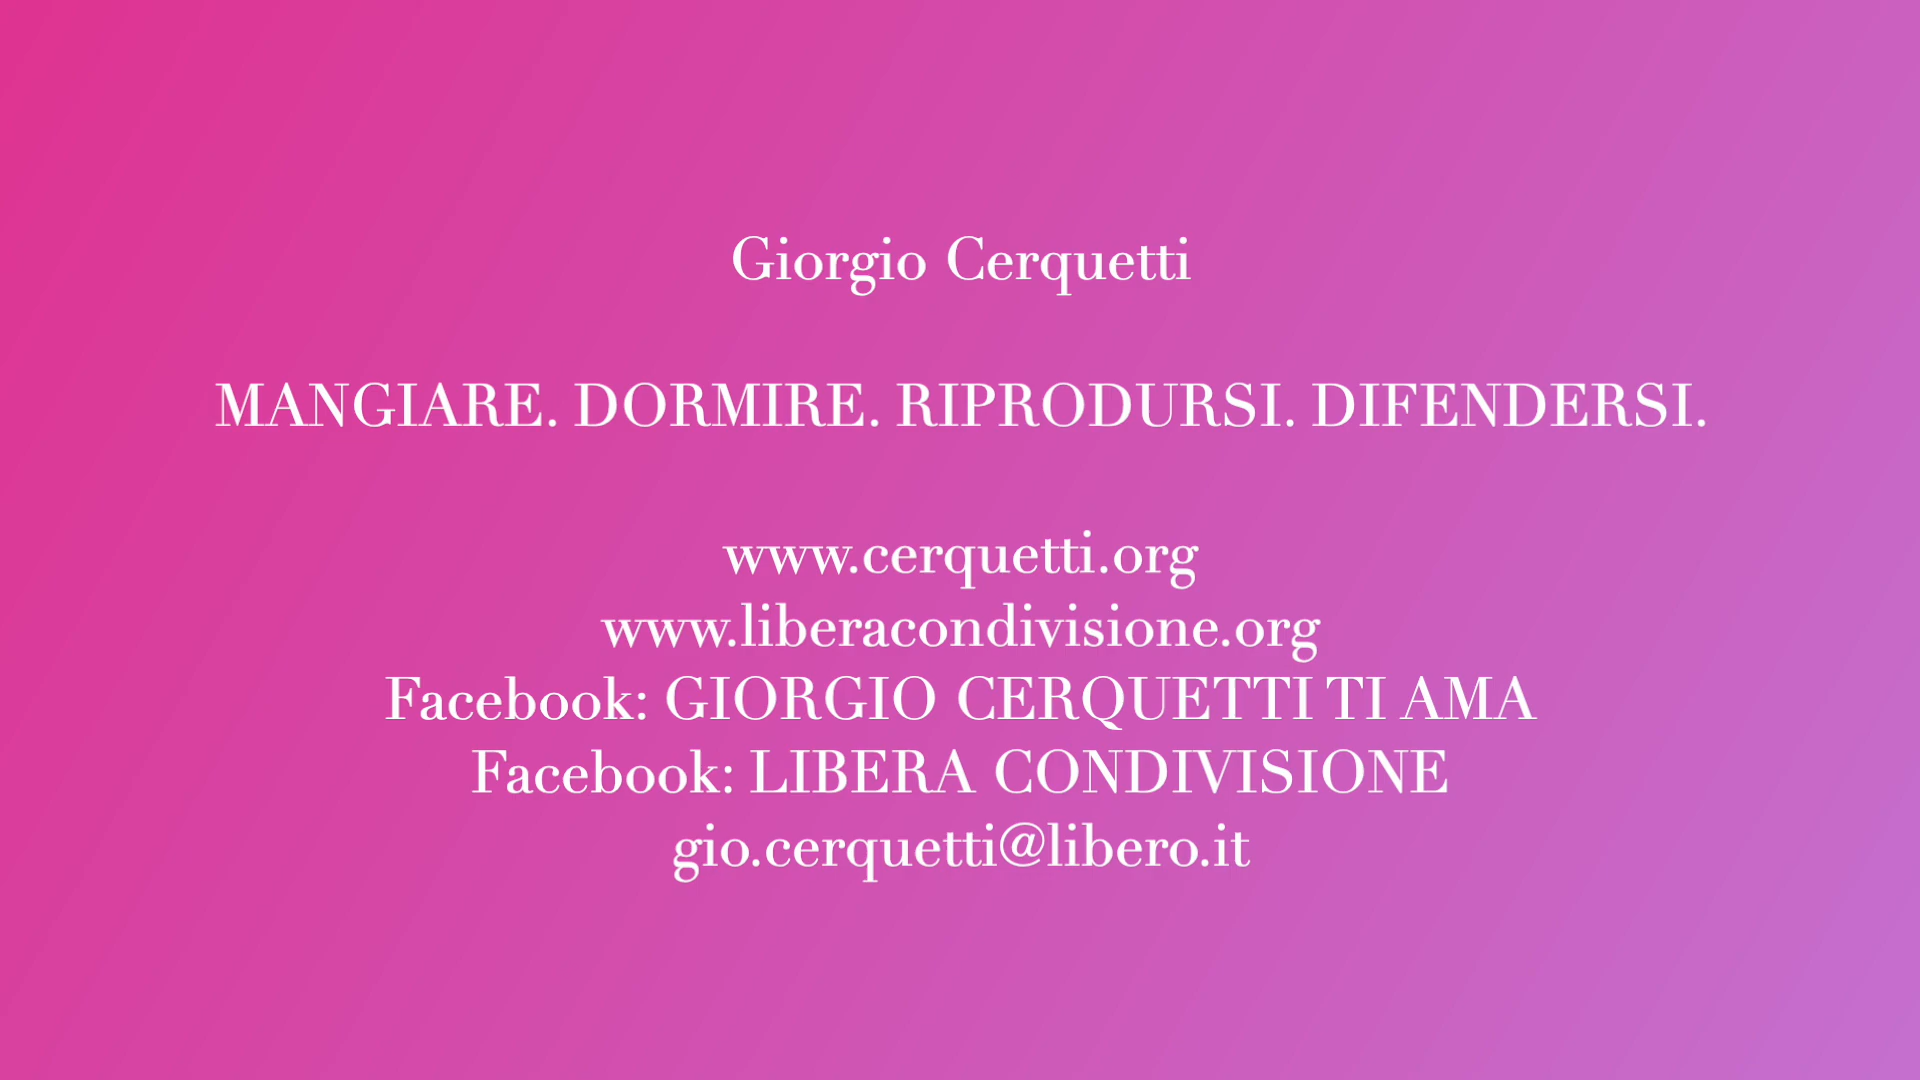 Giorgio Cerquetti
MANGIARE. DORMIRE. RIPRODURSI. DIFENDERSI.
www.cerquetti.org
www.liberacondivisione.org
Facebook: GIORGIO CERQUETTI TI AMA
Facebook: LIBERA CONDIVISIONE
gio.cerquetti@libero.it